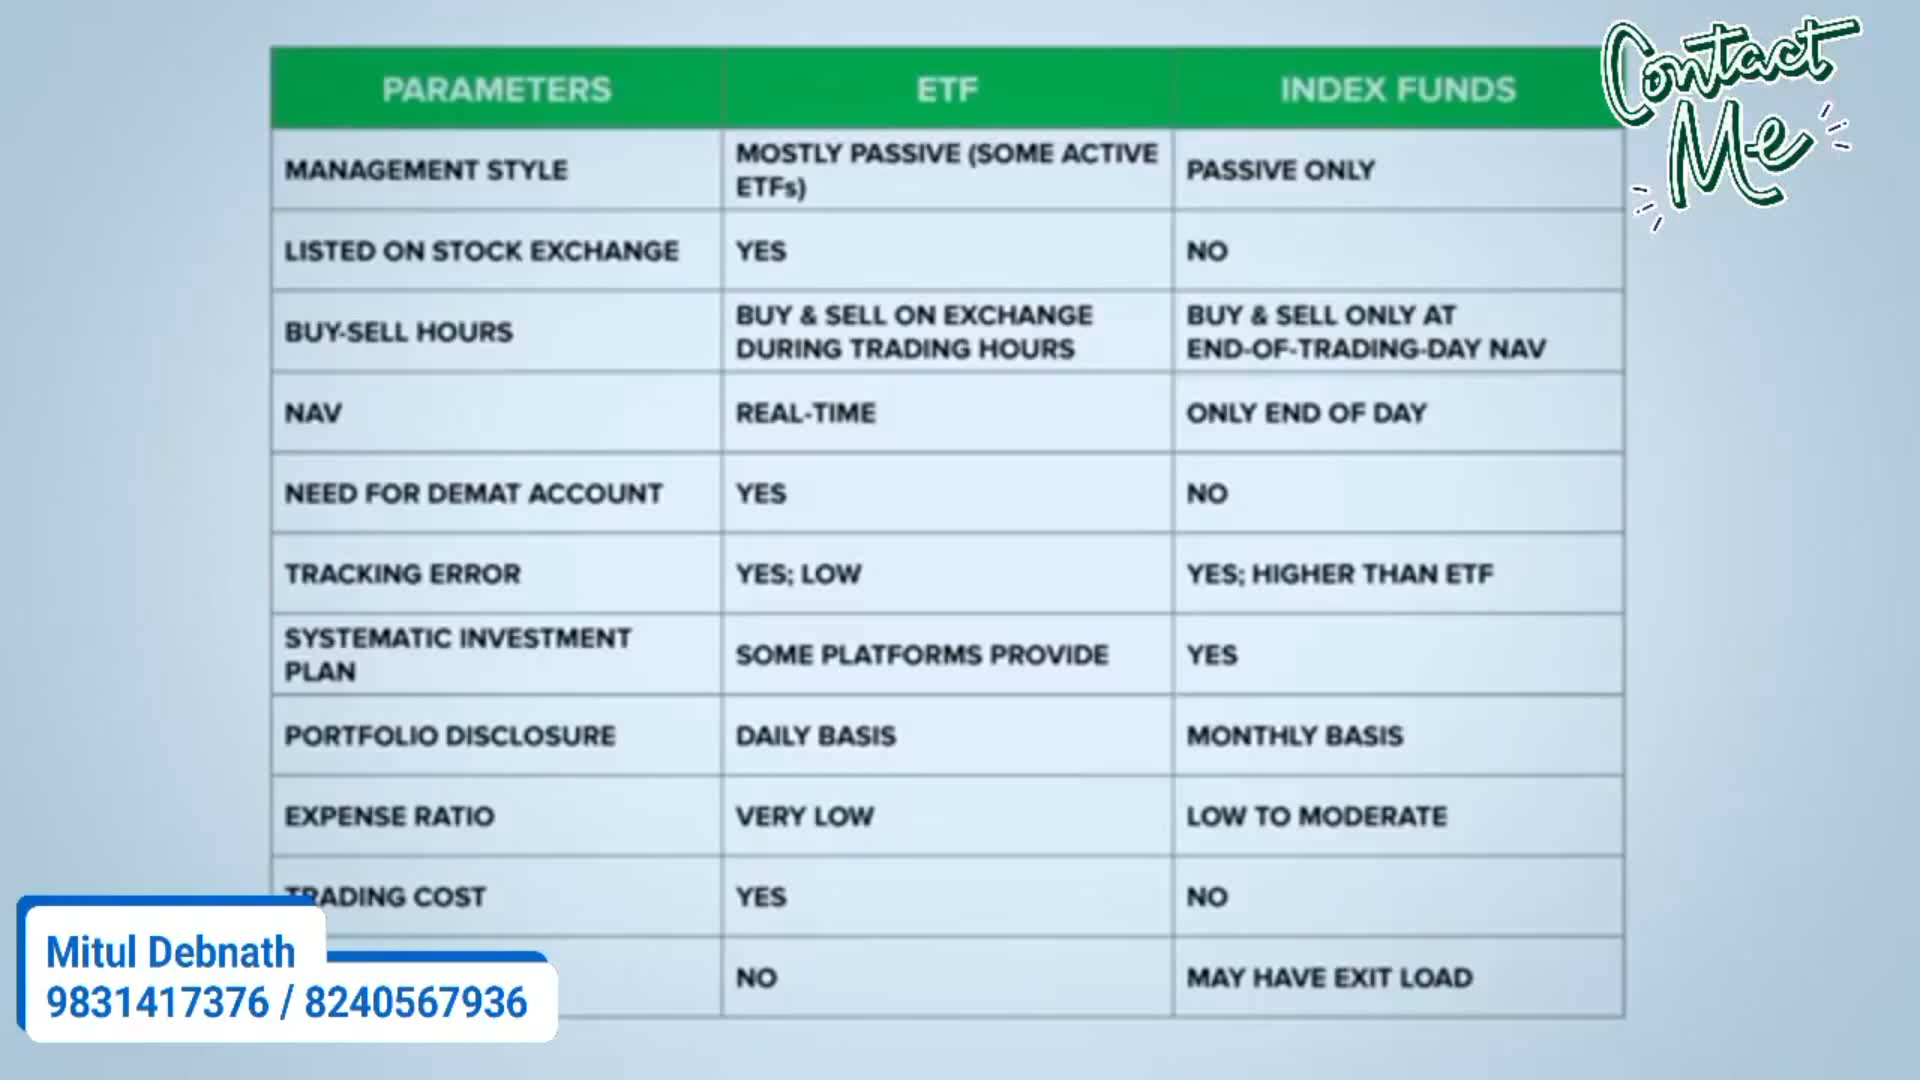 Contact
Me
PARAMETERS ETF INDEX FUNDS
MANAGEMENT STYLE MOSTLY PASSIVE (SOME ACTIVE ETFs) PASSIVE ONLY
LISTED ON STOCK EXCHANGE YES NO
BUY-SELL HOURS BUY & SELL ON EXCHANGE DURING TRADING HOURS BUY & SELL ONLY AT END-OF-TRADING-DAY NAV
NAV REAL-TIME ONLY END OF DAY
NEED FOR DEMAT ACCOUNT YES NO
TRACKING ERROR YES; LOW YES; HIGHER THAN ETF
SYSTEMATIC INVESTMENT PLAN SOME PLATFORMS PROVIDE YES
PORTFOLIO DISCLOSURE DAILY BASIS MONTHLY BASIS
EXPENSE RATIO VERY LOW LOW TO MODERATE
TRADING COST YES NO
NO MAY HAVE EXIT LOAD
Mitul Debnath
9831417376 / 8240567936